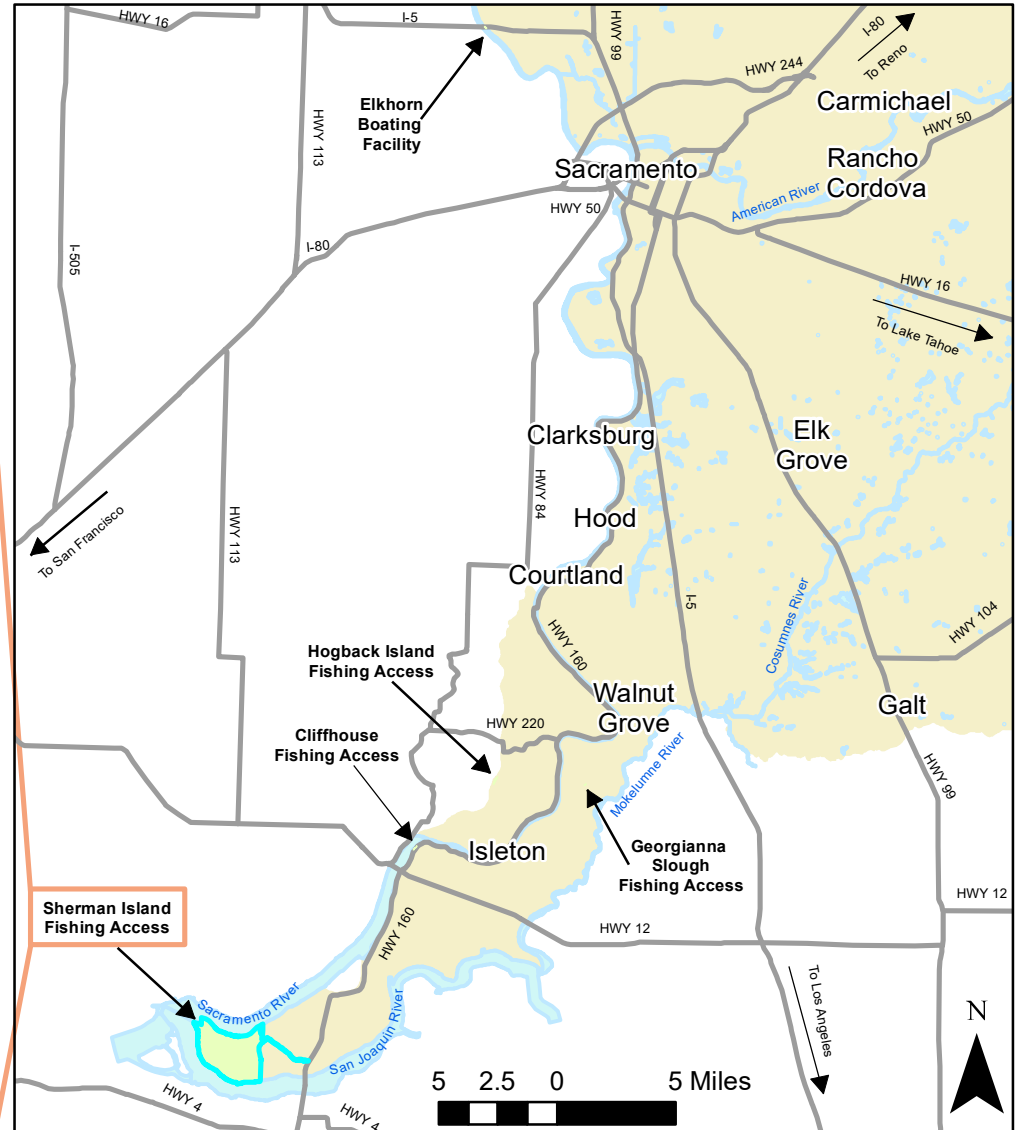 HWY 16
I-5
HWY 99
I-80
To Reno
HWY 244
Elkhorn
Boating
Facility
HWY 113
Carmichael
HWY 50
Sacramento
Rancho
Cordova
American River
HWY 50
I-80
I-505
HWY 16
To Lake Tahoe
Clarksburg
Elk
Grove
HWY 84
Hood
To San Francisco
HWY 113
Courtland
I-5
Cosumnes River
HWY 104
HWY 160
Hogback Island
Fishing Access
Walnut
Grove
Galt
HWY 220
Cliffhouse
Fishing Access
Mokelumne River
HWY 99
Isleton
Georgianna
Slough
Fishing Access
HWY 12
Sherman Island
Fishing Access
HWY 160
HWY 12
Sacramento River
San Joaquin River
To Los Angeles
N
HWY 4
HWY 4
5 2.5 0 5 Miles